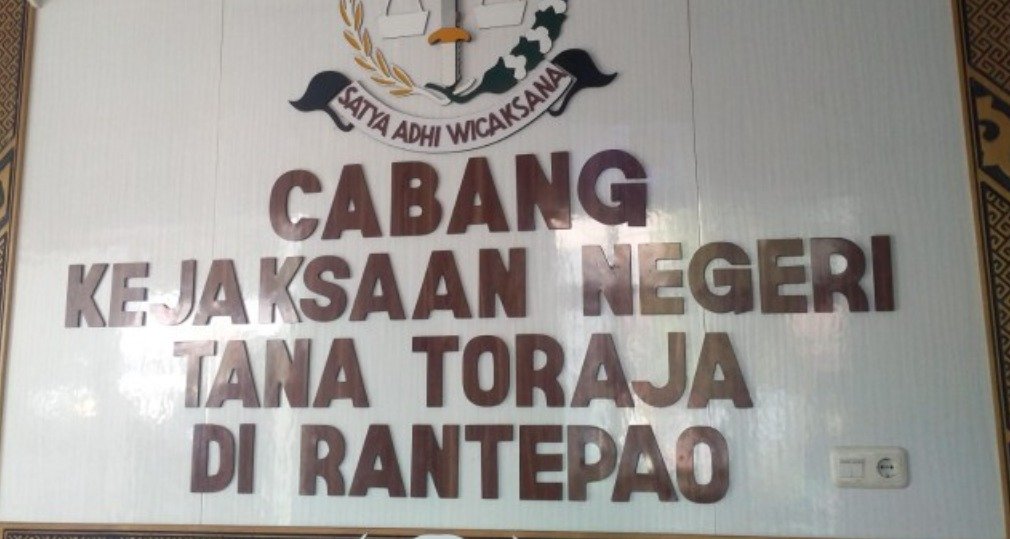 SATYA ADHI WICAKSANA
CABANG
KEJAKSAAN NEGERI
TANA TORAJA
DI RANTEPAO